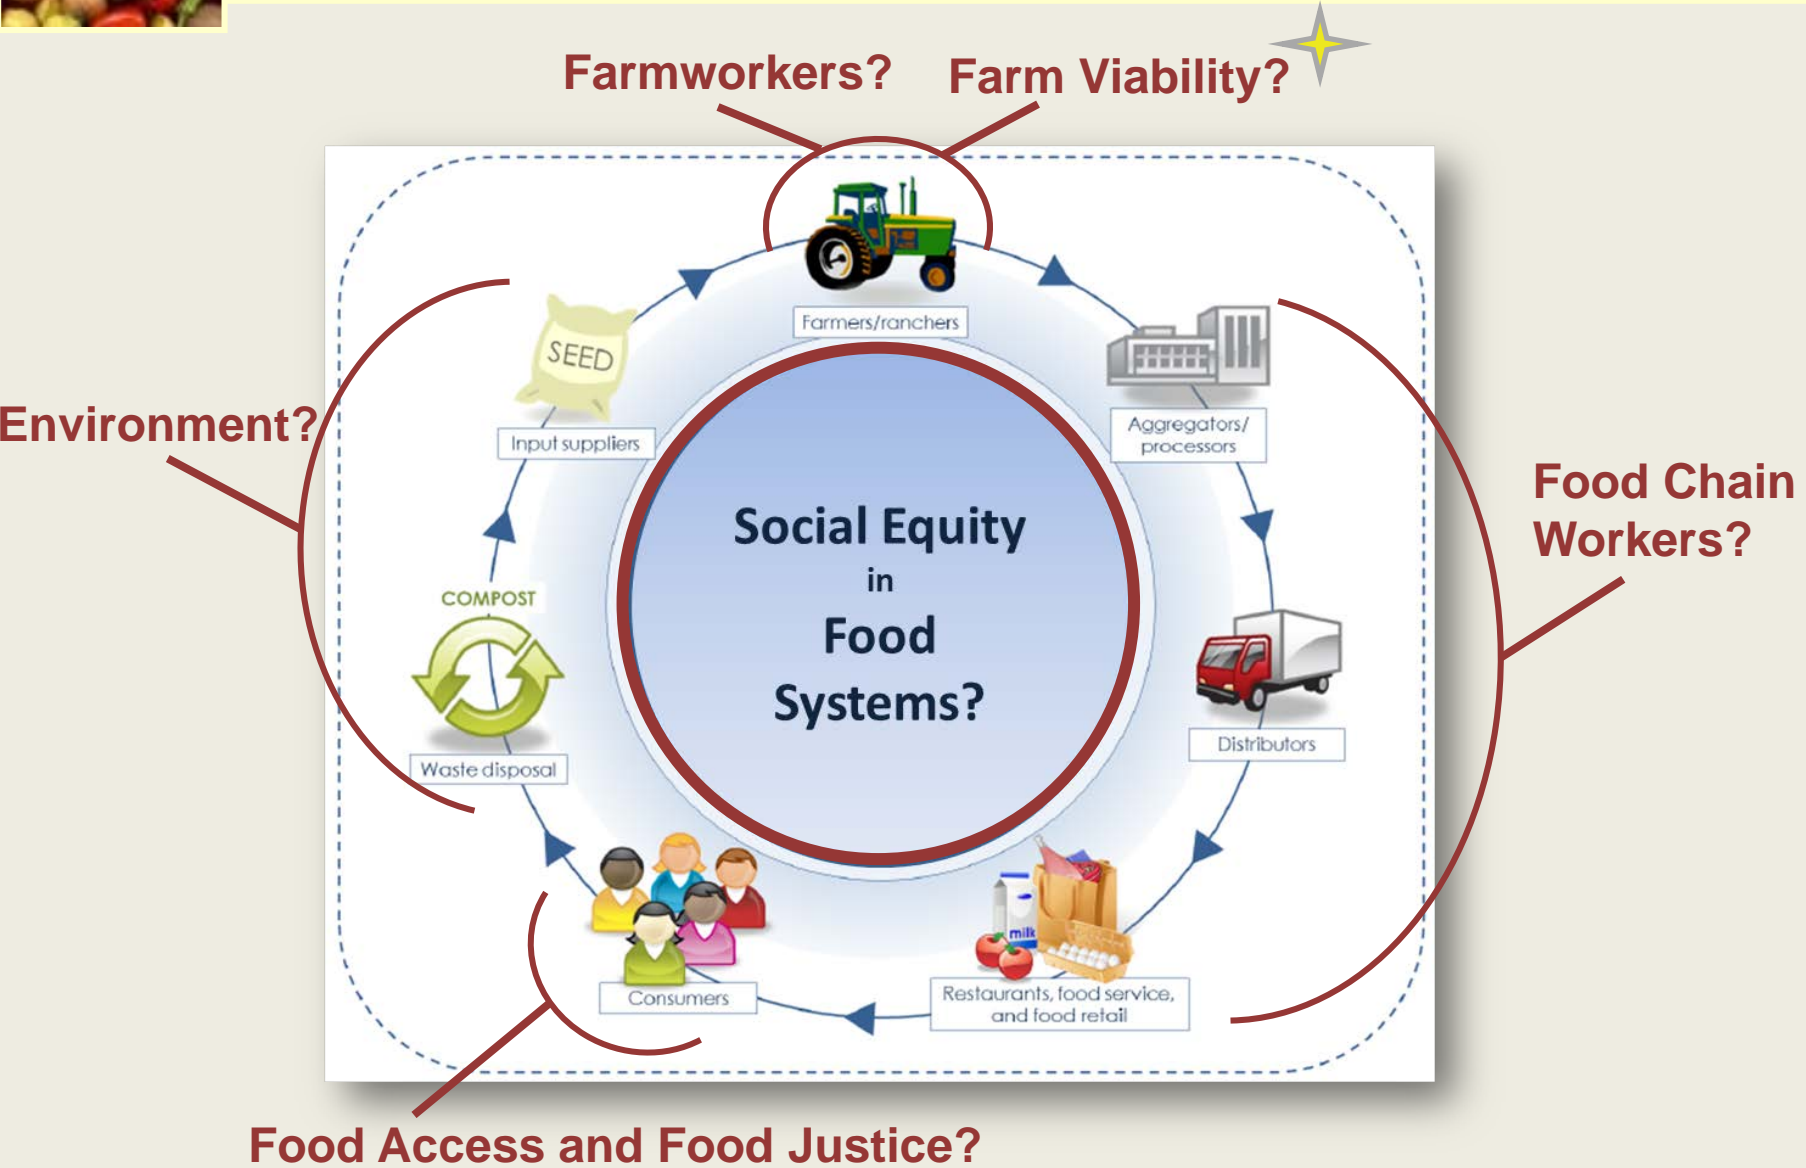 Farmworkers?
Farm Viability?
Farmers/ranchers
SEED
Input suppliers
Aggregators/
processors
Environment?
Food Chain
Workers?
Social Equity
in
Food
Systems?
COMPOST
Waste disposal
Distributors
milk
Consumers
Restaurants, food service,
and food retail
Food Access and Food Justice?